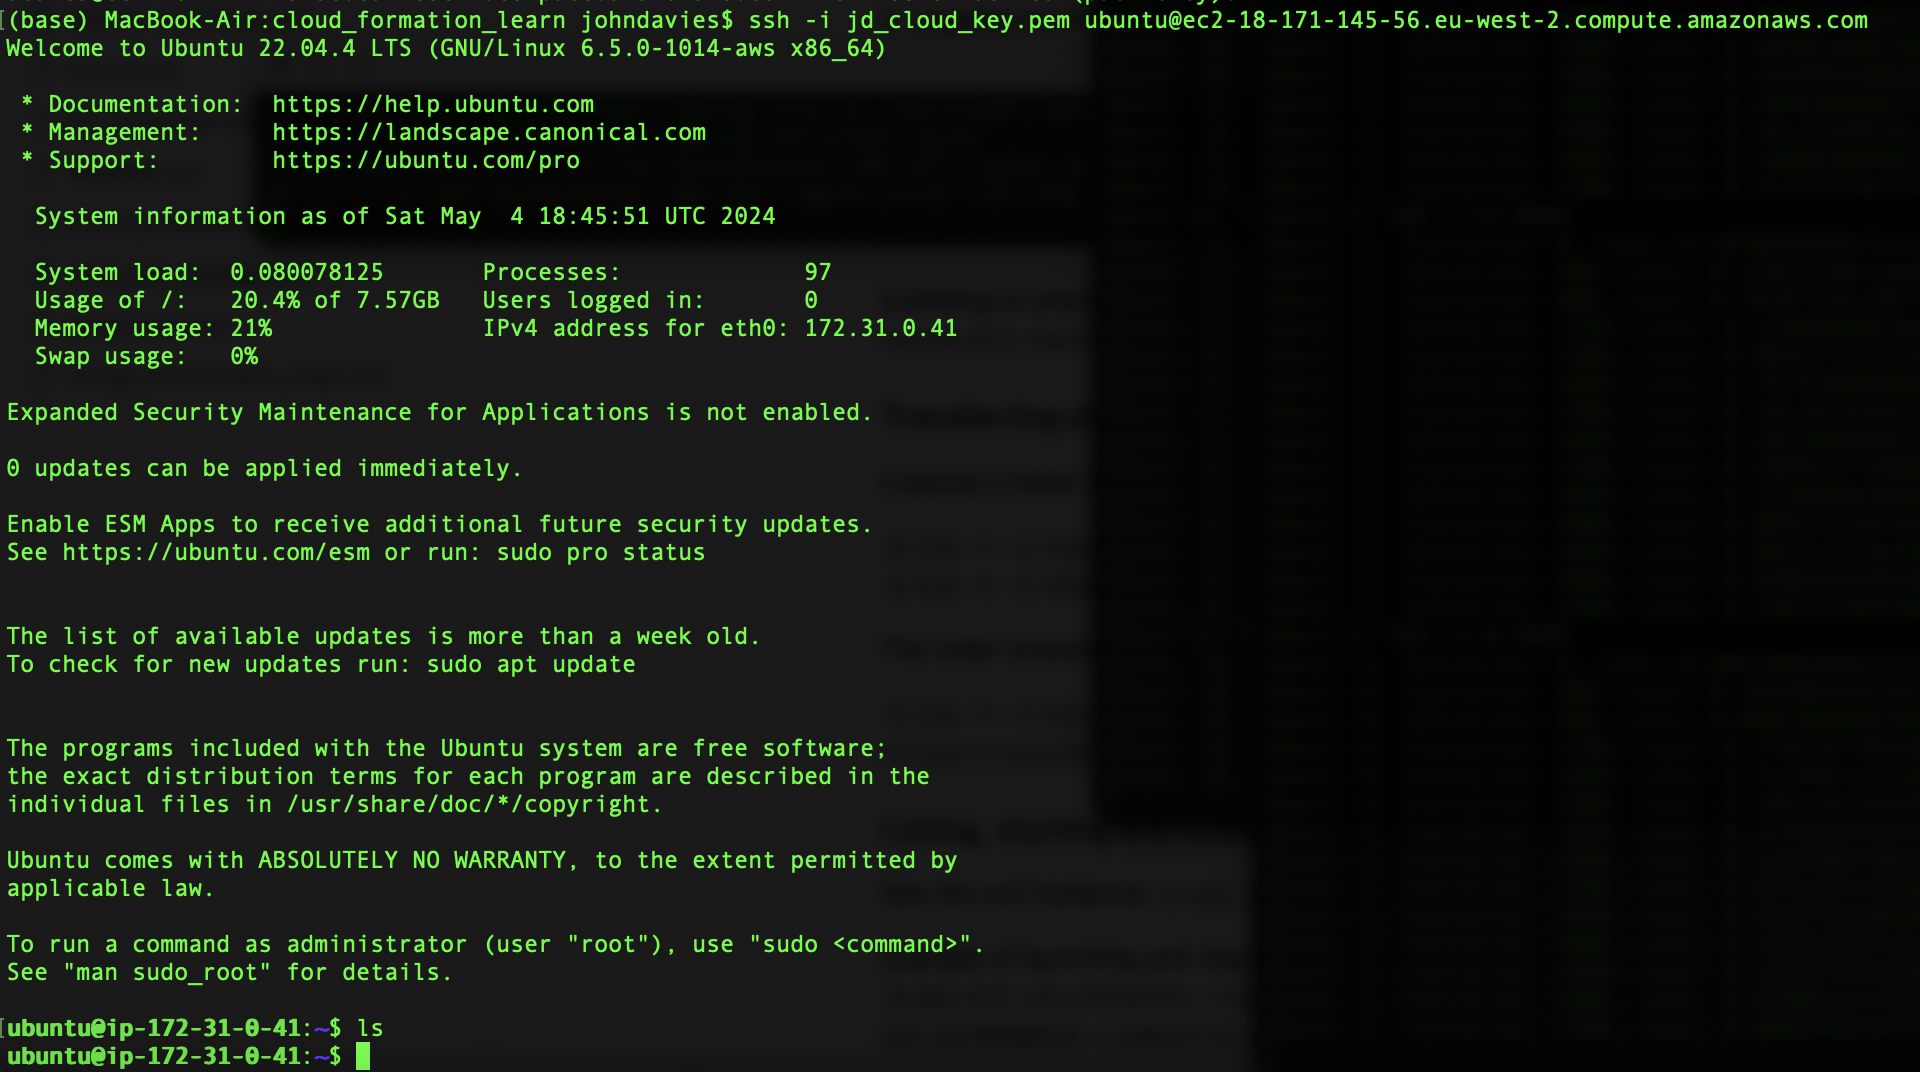 (base) MacBook-Air:cloud_formation_learn johndavies$ ssh -i jd_cloud_key.pem ubuntu@ec2-18-171-145-56.eu-west-2.compute.amazonaws.com
Welcome to Ubuntu 22.04.4 LTS (GNU/Linux 6.5.0-1014-aws x86_64)

 * Documentation:  https://help.ubuntu.com
 * Management:     https://landscape.canonical.com
 * Support:        https://ubuntu.com/pro

  System information as of Sat May  4 18:45:51 UTC 2024

  System load:  0.080078125       Processes:             97
  Usage of /:   20.4% of 7.57GB   Users logged in:       0
  Memory usage: 21%               IPv4 address for eth0: 172.31.0.41
  Swap usage:   0%

Expanded Security Maintenance for Applications is not enabled.

0 updates can be applied immediately.

Enable ESM Apps to receive additional future security updates.
See https://ubuntu.com/esm or run: sudo pro status

The list of available updates is more than a week old.
To check for new updates run: sudo apt update

The programs included with the Ubuntu system are free software;
the exact distribution terms for each program are described in the
individual files in /usr/share/doc/*/copyright.

Ubuntu comes with ABSOLUTELY NO WARRANTY, to the extent permitted by
applicable law.

To run a command as administrator (user "root"), use "sudo <command>".
See "man sudo_root" for details.

ubuntu@ip-172-31-0-41:~$ ls
ubuntu@ip-172-31-0-41:~$